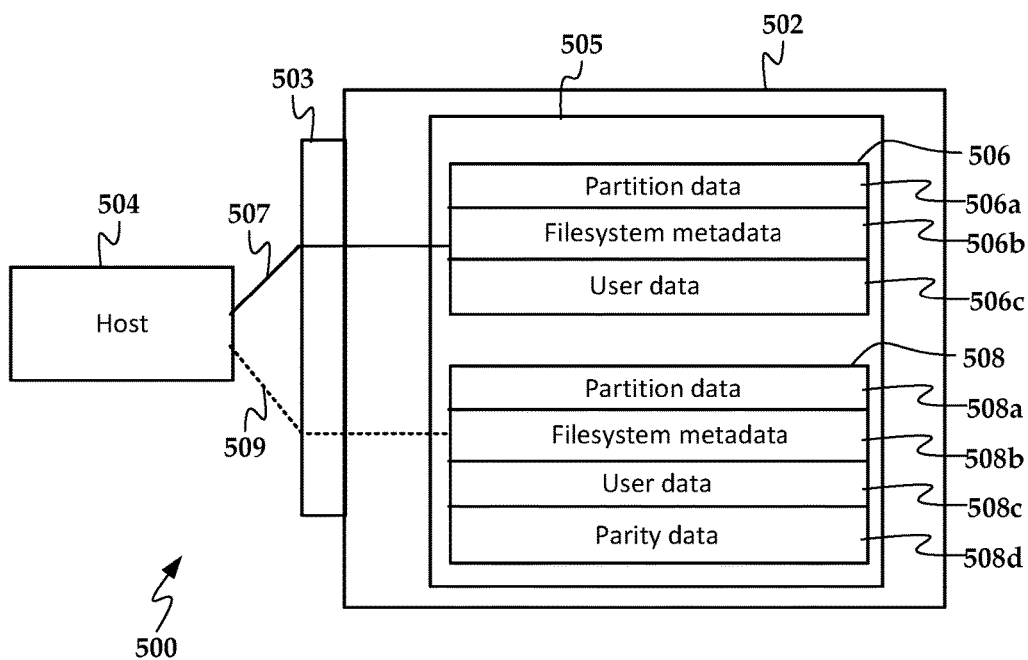 502
505
503
506
Partition data
506a
504
507
Filesystem metadata
506b
User data
506c
Host
508
Partition data
508a
509
Filesystem metadata
508b
User data
508c
Parity data
508d
500